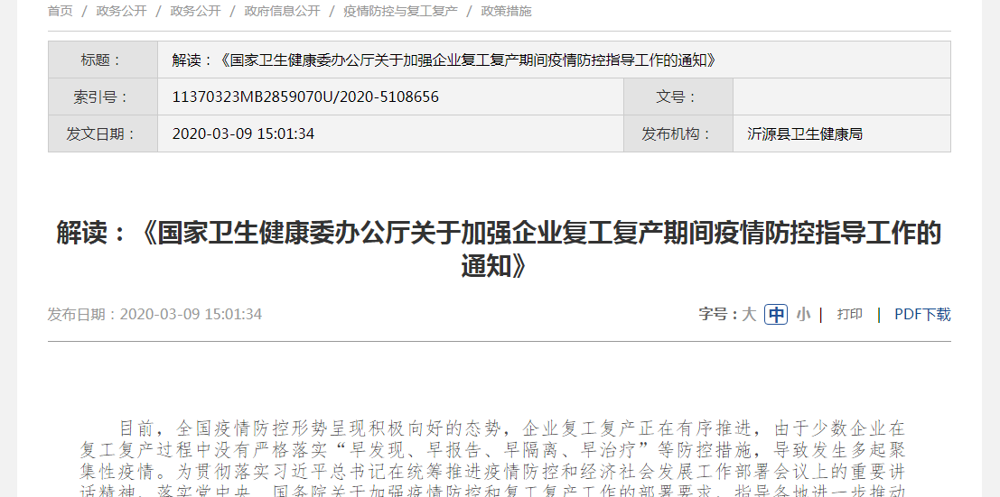 首页 / 政务公开 / 政务公开 / 政府信息公开 / 疫情防控与复工复产 / 政策措施
标题： 解读：《国家卫生健康委办公厅关于加强企业复工复产期间疫情防控指导工作的通知》
索引号： 11370323MB2859070U/2020-5108656 文号：
发文日期： 2020-03-09 15:01:34 发布机构： 沂源县卫生健康局
解读：《国家卫生健康委办公厅关于加强企业复工复产期间疫情防控指导工作的
通知》
发布日期：2020-03-09 15:01:34 字号：大 中 小 | 打印 | PDF下载
目前，全国疫情防控形势呈现积极向好的态势，企业复工复产正在有序推进，由于少数企业在
复工复产过程中没有严格落实“早发现、早报告、早隔离、早治疗”等防控措施，导致发生多起聚
集性疫情。为贯彻落实习近平总书记在统筹推进疫情防控和经济社会发展工作部署会议上的重要讲
话精神，落实党中央、国务院关于加强疫情防控和复工复产工作的部署要求，指导各地进一步推动